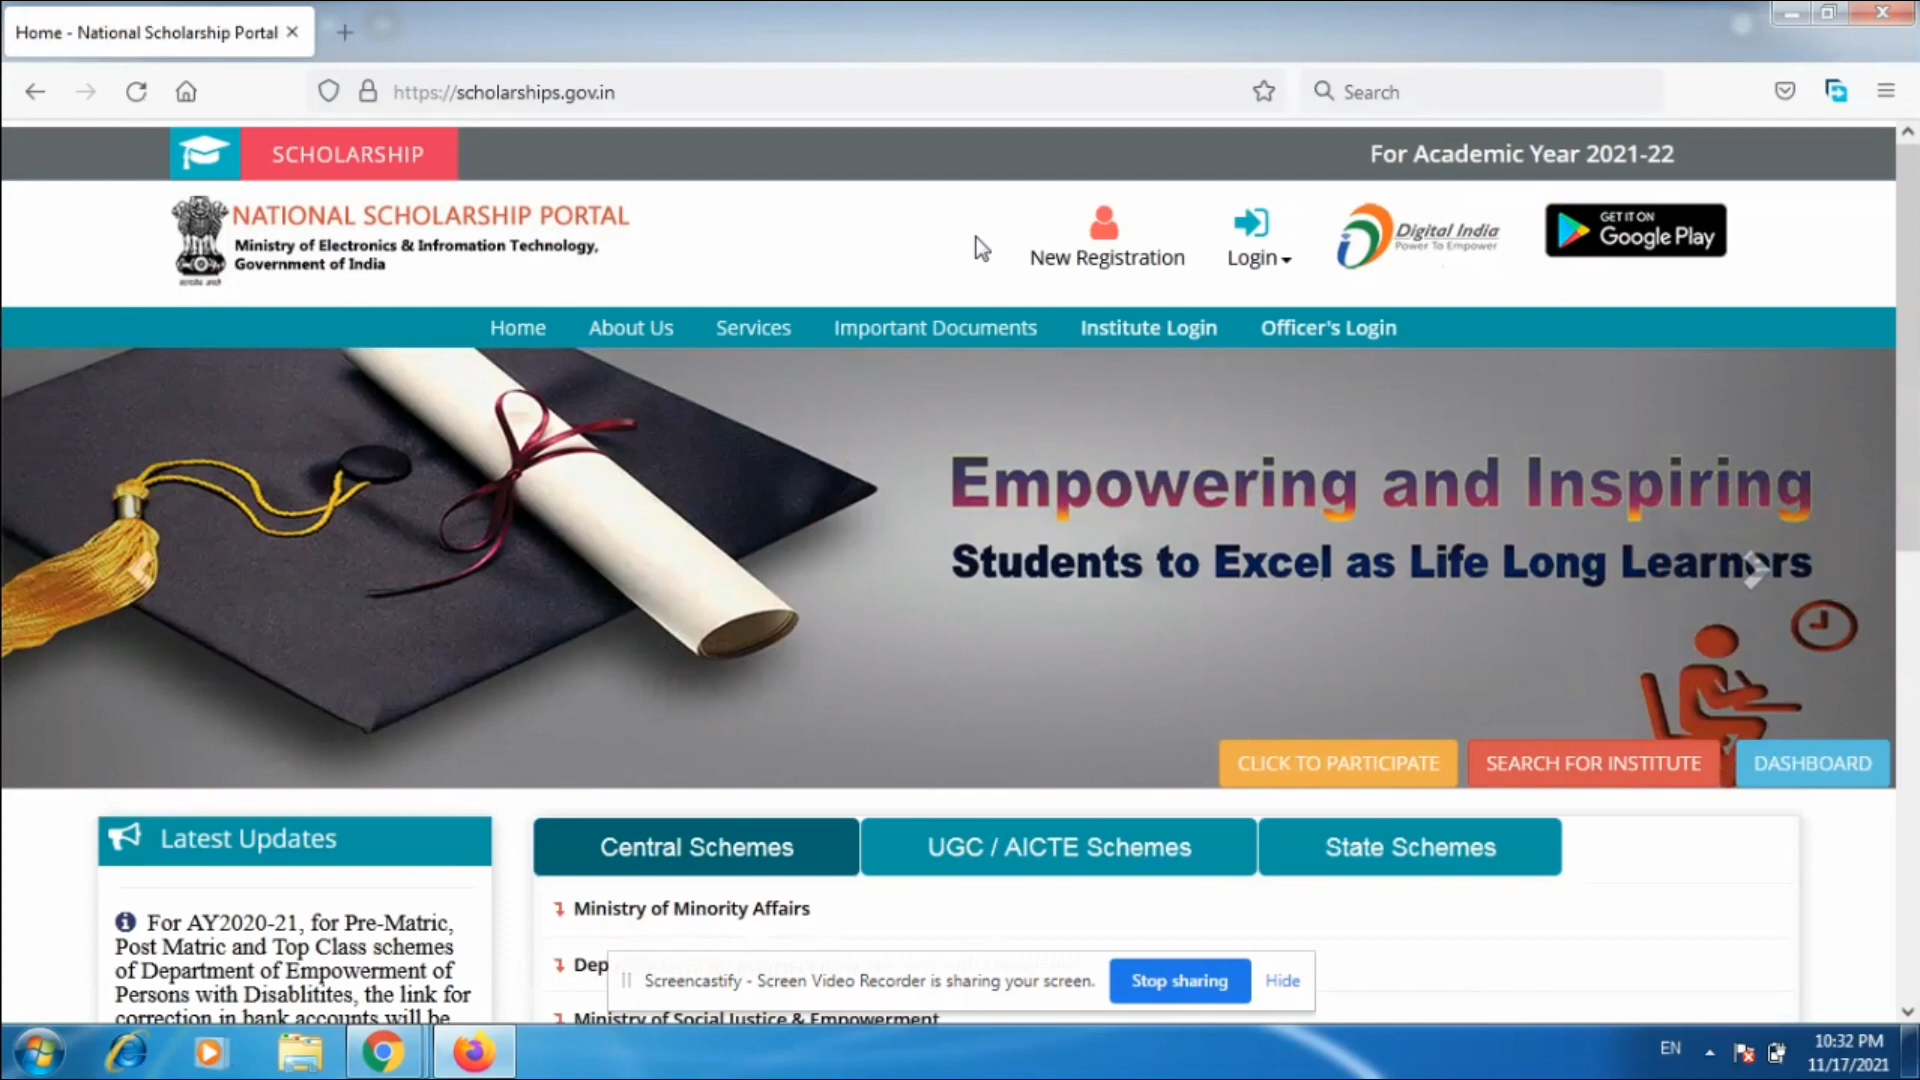 Home - National Scholarship Portal
https://scholarships.gov.in
Search
SCHOLARSHIP
For Academic Year 2021-22
NATIONAL SCHOLARSHIP PORTAL
Ministry of Electronics & Infromation Technology,
Government of India
New Registration
Login
Digital India
Power To Empower
GET IT ON
Google Play
Home
About Us
Services
Important Documents
Institute Login
Officer's Login
Empowering and Inspiring
Students to Excel as Life Long Learners
CLICK TO PARTICIPATE
SEARCH FOR INSTITUTE
DASHBOARD
Latest Updates
Central Schemes
UGC / AICTE Schemes
State Schemes
For AY2020-21, for Pre-Matric,
Post Matric and Top Class schemes
of Department of Empowerment of
Persons with Disablitites, the link for
correction in bank accounts will be
Ministry of Minority Affairs
Dep
Screencastify - Screen Video Recorder is sharing your screen.
Stop sharing
Hide
Ministry of Social Justice & Empowerment
EN
10:32 PM
11/17/2021